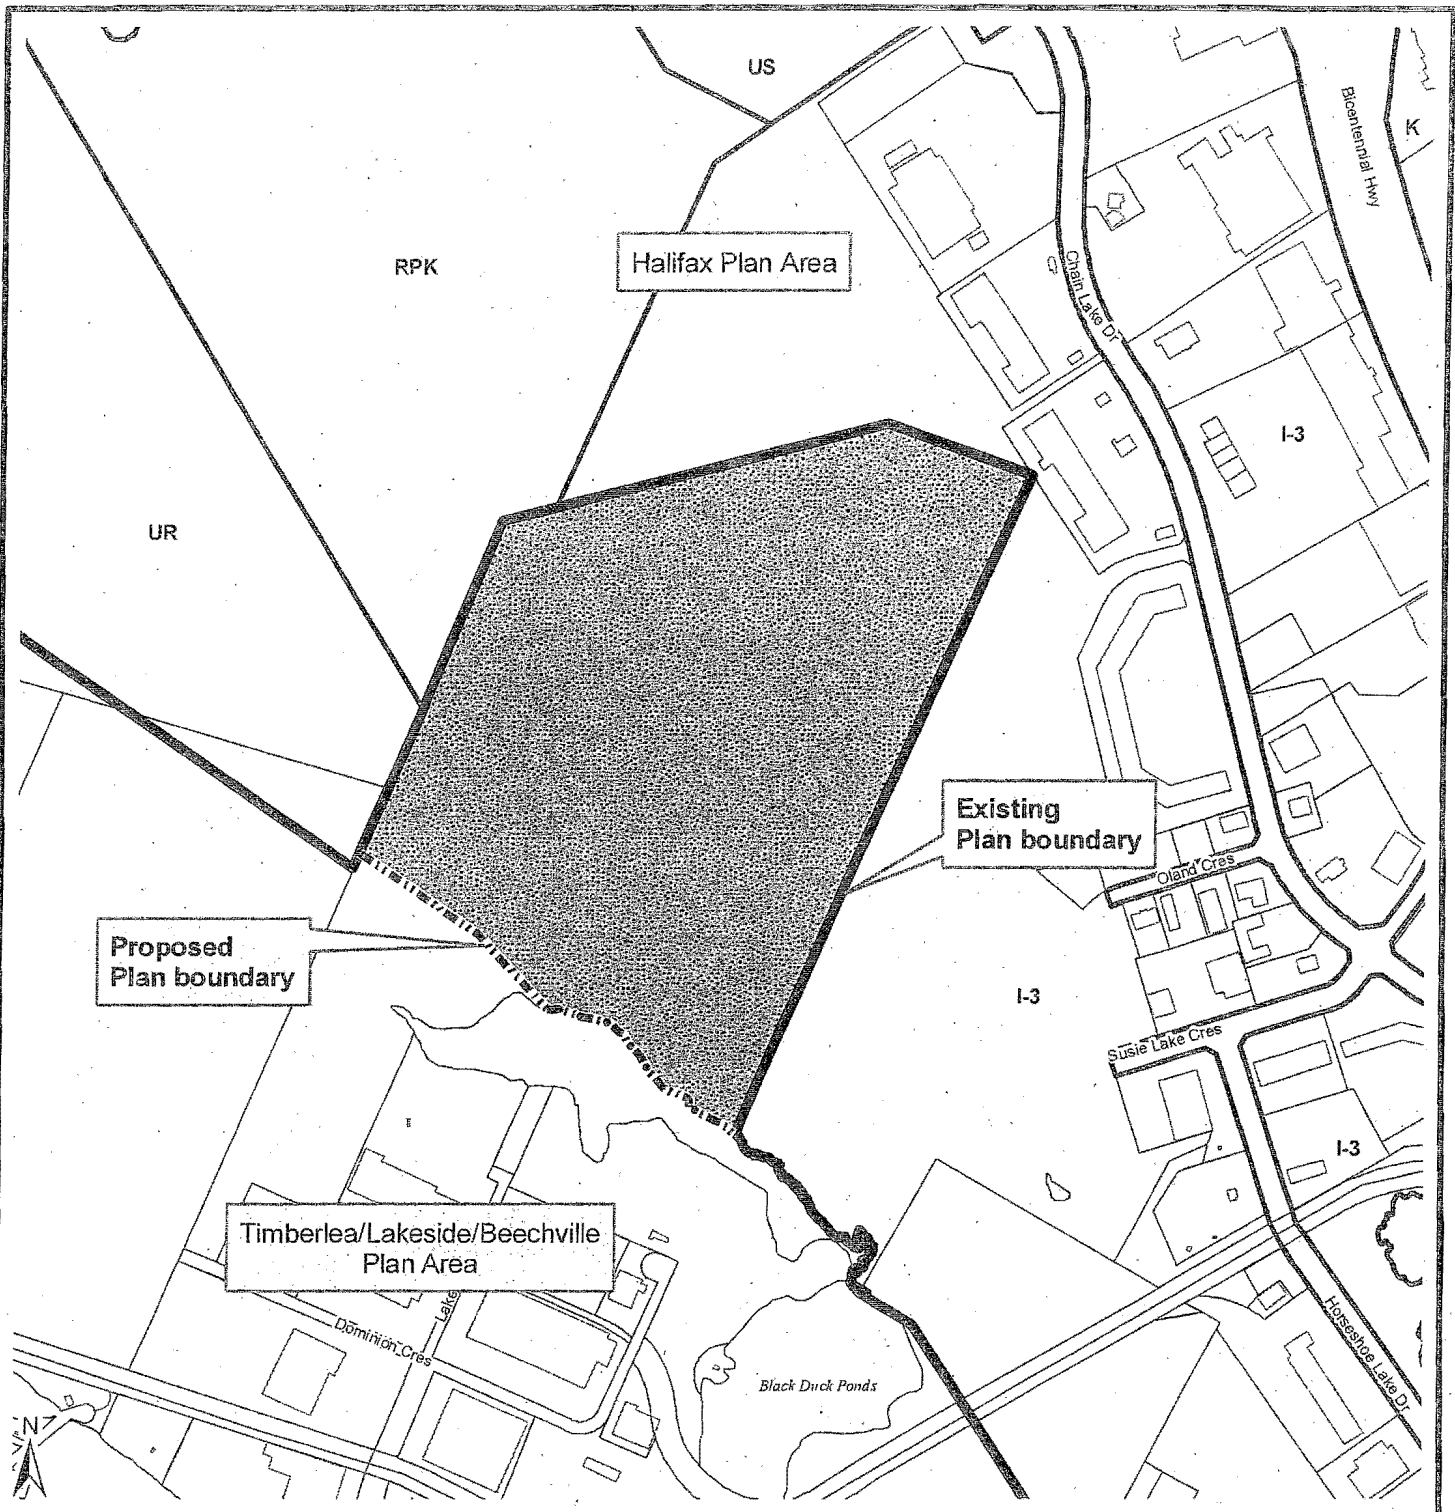 US
Bicentennial Hwy
K
RPK
Halifax Plan Area
Chain Lake Dr
I-3
UR
Existing
Plan boundary
Oland Cres
Proposed
Plan boundary
I-3
Susie Lake Cres
I-3
Timberlea/Lakeside/Beechville
Plan Area
Lake
Dominion Cres
Horseshoe Lake Dr
Black Duck Ponds
N